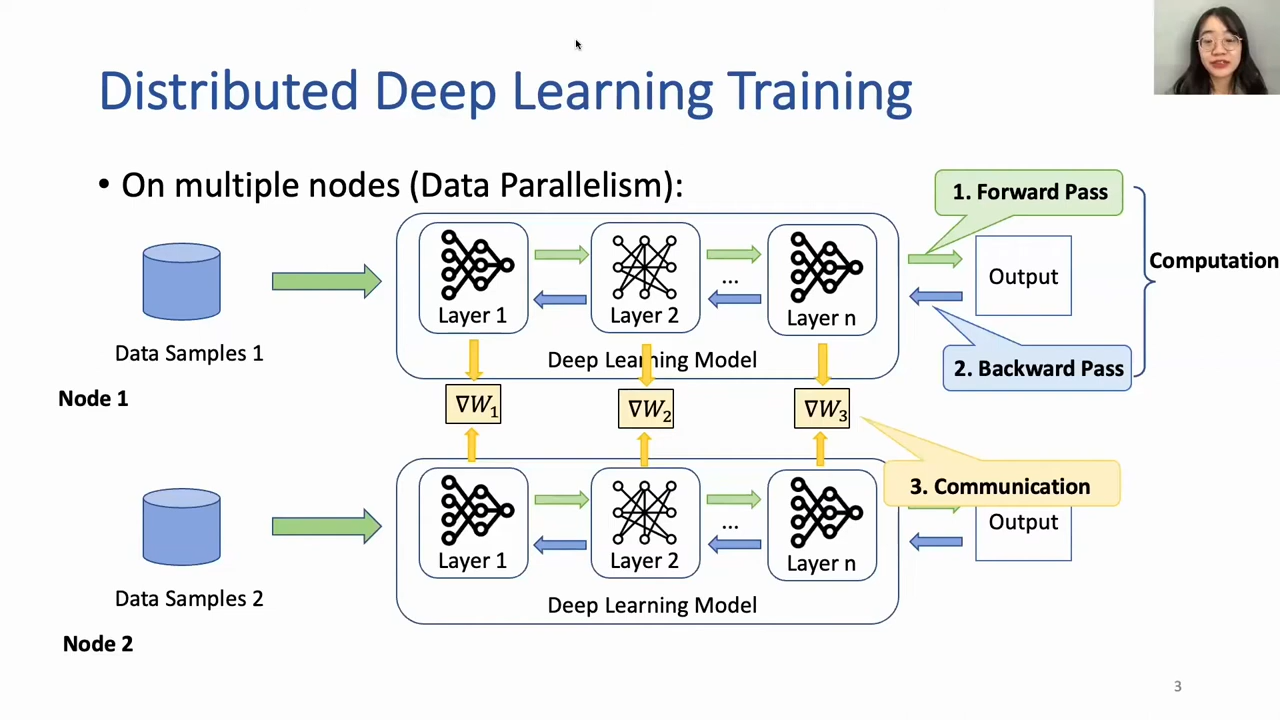 Distributed Deep Learning Training
• On multiple nodes (Data Parallelism):
1. Forward Pass
Computation
Output
...
Layer 1
Layer 2
Layer n
Data Samples 1
Deep Learning Model
2. Backward Pass
Node 1
∇W₁
∇W₂
∇W₃
3. Communication
Output
...
Layer 1
Layer 2
Layer n
Data Samples 2
Deep Learning Model
Node 2
3